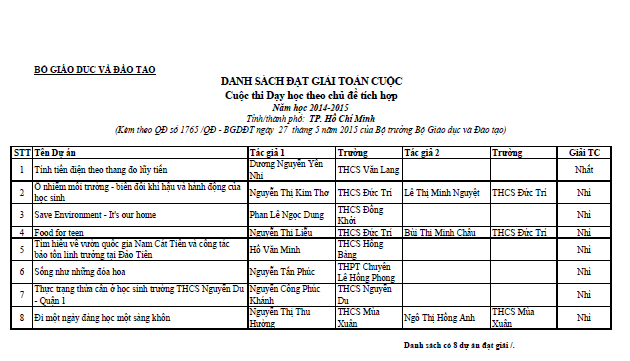 BỘ GIÁO DỤC VÀ ĐÀO TẠO
DANH SÁCH ĐẠT GIẢI TOÀN CUỘC
Cuộc thi Dạy học theo chủ đề tích hợp
Năm học 2014-2015
Tỉnh/thành phố: TP. Hồ Chí Minh
(Kèm theo QĐ số 1765 /QĐ - BGDĐT ngày 27 tháng 5 năm 2015 của Bộ trưởng Bộ Giáo dục và Đào tạo)
STT Tên Dự án Tác giả 1 Trường Tác giả 2 Trường Giải TC
1 Tính tiền điện theo thang đo lũy tiến Dương Nguyễn Yên Nhi THCS Văn Lang Nhất
2 Ô nhiễm môi trường - biến đổi khí hậu và hành động của học sinh Nguyễn Thị Kim Thơ THCS Đức Trí Lê Thị Minh Nguyệt THCS Đức Trí Nhì
3 Save Environment - It's our home Phan Lê Ngọc Dung THCS Đồng Khởi Nhì
4 Food for teen Nguyễn Thị Liễu THCS Đức Trí Bùi Thị Minh Châu THCS Đức Trí Nhì
5 Tìm hiểu về vườn quốc gia Nam Cát Tiên và công tác bảo tồn linh trưởng tại Đảo Tiên Hồ Văn Minh THCS Hồng Bàng Nhì
6 Sống như những đóa hoa Nguyễn Tấn Phúc THPT Chuyên Lê Hồng Phong Nhì
7 Thực trạng thừa cân ở học sinh trường THCS Nguyễn Du - Quận 1 Nguyễn Công Phúc Khánh THCS Nguyễn Du Nhì
8 Đi một ngày đàng học một sàng khôn Nguyễn Thị Thu Hường THCS Mùa Xuân Ngô Thị Hồng Anh THCS Mùa Xuân Nhì
Danh sách có 8 dự án đạt giải /.